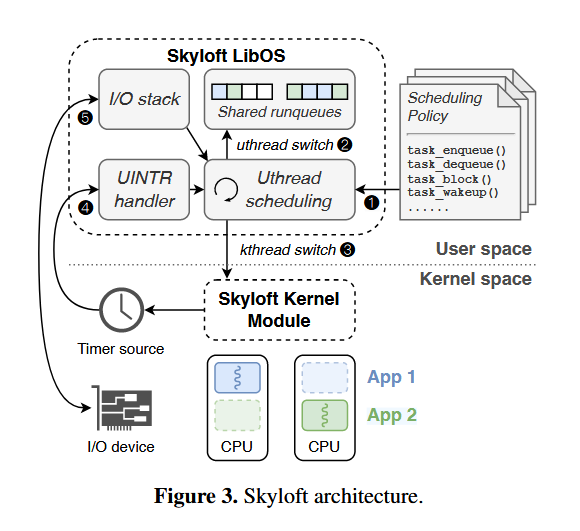 Skyloft LibOS
I/O stack
Shared runqueues
Scheduling
Policy
task_enqueue()
task_dequeue()
task_block()
task_wakeup()
......
❺
uthread switch ❷
UINTR
handler
Uthread
scheduling
❶
❹
kthread switch ❸
User space
Kernel space
Skyloft Kernel
Module
Timer source
App 1
App 2
I/O device
CPU
CPU
Figure 3. Skyloft architecture.